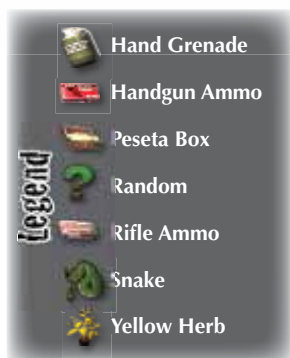 Legend
Hand Grenade
Handgun Ammo
Peseta Box
Random
Rifle Ammo
Snake
Yellow Herb